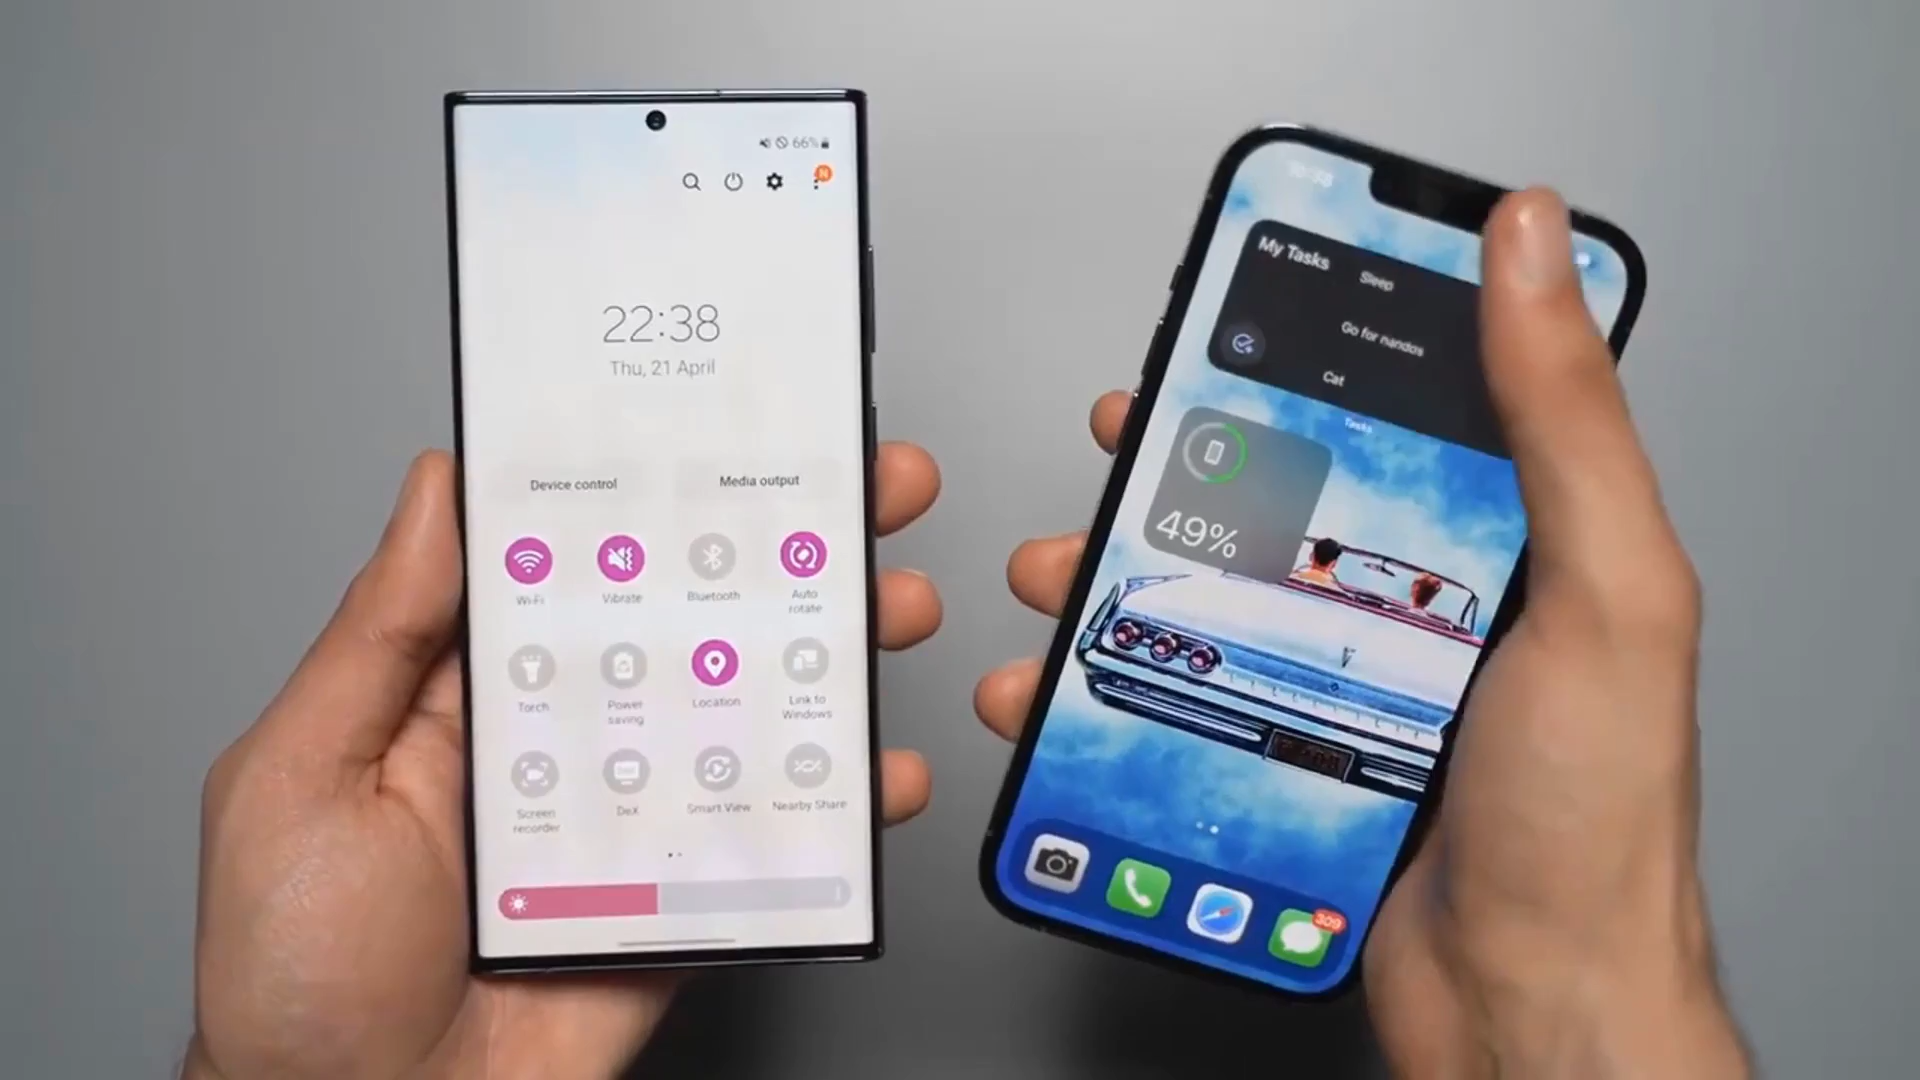 66%
N
22:38
Thu, 21 April
Device control
Media output
Wi-Fi
Vibrate
Bluetooth
Auto
rotate
Torch
Power
saving
Location
Link to
Windows
Screen
recorder
DeX
Smart View
Nearby Share
My Tasks
Sleep
Go for nandos
Cat
Tasks
49%
309